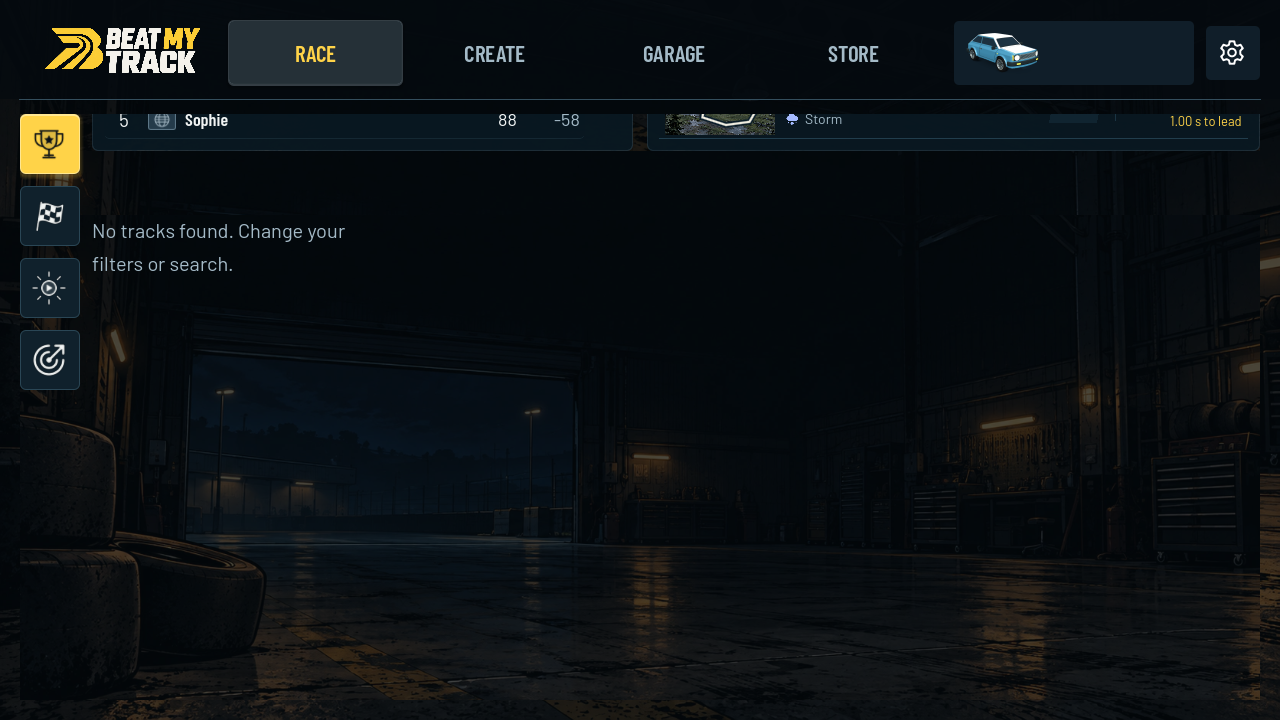 BEAT MY
TRACK
RACE
CREATE
GARAGE
STORE
5 Sophie 88 -58
Storm
1.00 s to lead
No tracks found. Change your
filters or search.